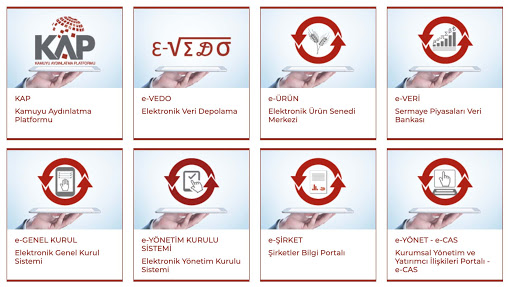 KAP
KAMUYU AYDINLATMA PLATFORMU
e-VΣDO
KAP
Kamuyu Aydınlatma
Platformu
e-VEDO
Elektronik Veri Depolama
e-ÜRÜN
Elektronik Ürün Senedi
Merkezi
e-VERİ
Sermaye Piyasaları Veri
Bankası
e-GENEL KURUL
Elektronik Genel Kurul
Sistemi
e-YÖNETİM KURULU
SİSTEMİ
Elektronik Yönetim Kurulu
Sistemi
e-ŞİRKET
Şirketler Bilgi Portalı
e-YÖNET - e-CAS
Kurumsal Yönetim ve
Yatırımcı İlişkileri Portalı -
e-CAS